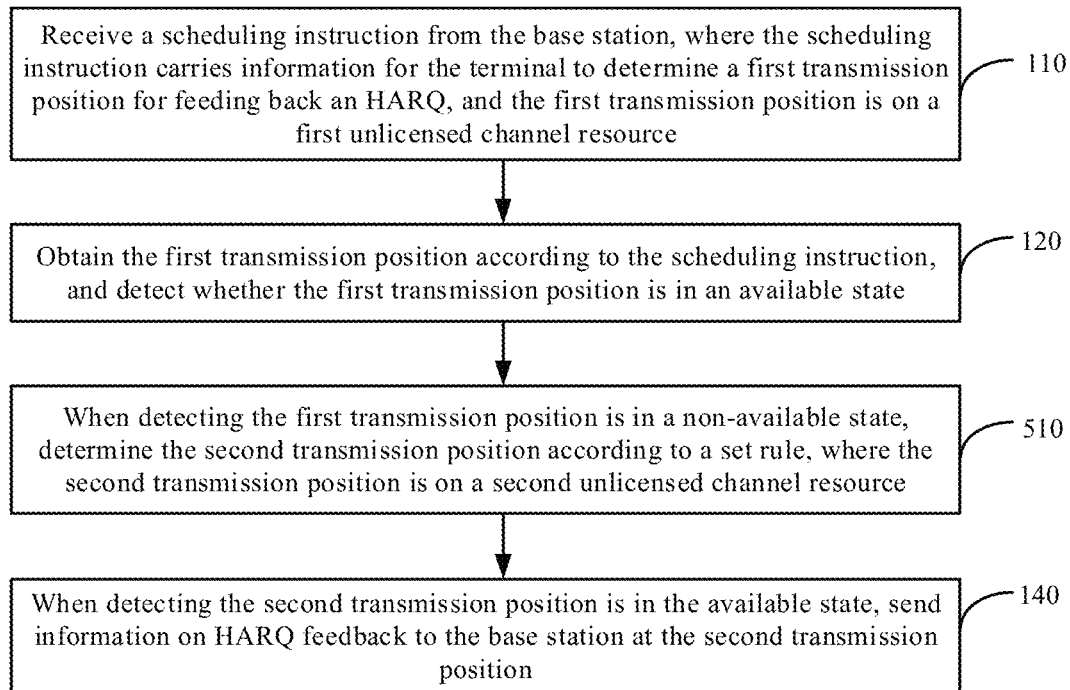 Receive a scheduling instruction from the base station, where the scheduling
instruction carries information for the terminal to determine a first transmission
position for feeding back an HARQ, and the first transmission position is on a
first unlicensed channel resource
110
Obtain the first transmission position according to the scheduling instruction,
and detect whether the first transmission position is in an available state
120
When detecting the first transmission position is in a non-available state,
determine the second transmission position according to a set rule, where the
second transmission position is on a second unlicensed channel resource
510
When detecting the second transmission position is in the available state, send
information on HARQ feedback to the base station at the second transmission
position
140